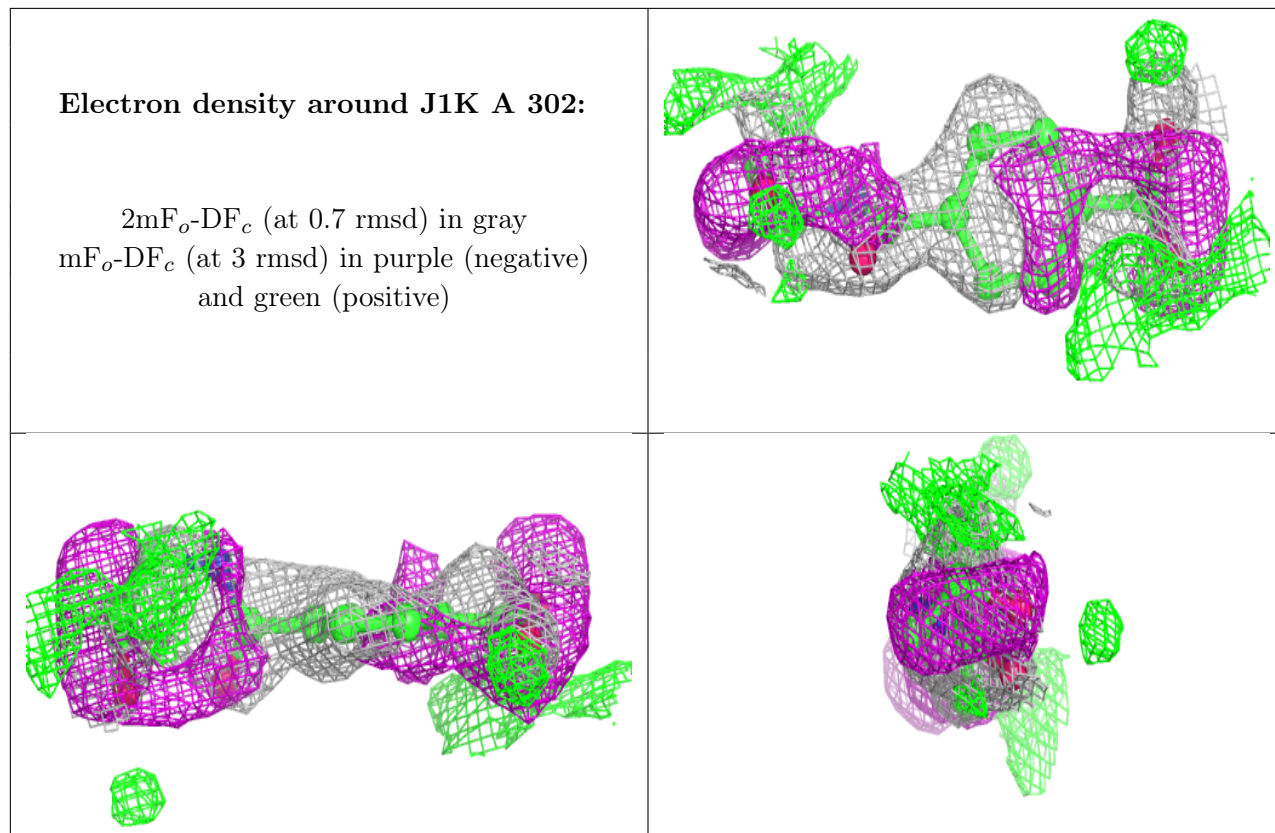 Electron density around J1K A 302:
2mFo-DFc (at 0.7 rmsd) in gray
mFo-DFc (at 3 rmsd) in purple (negative)
and green (positive)